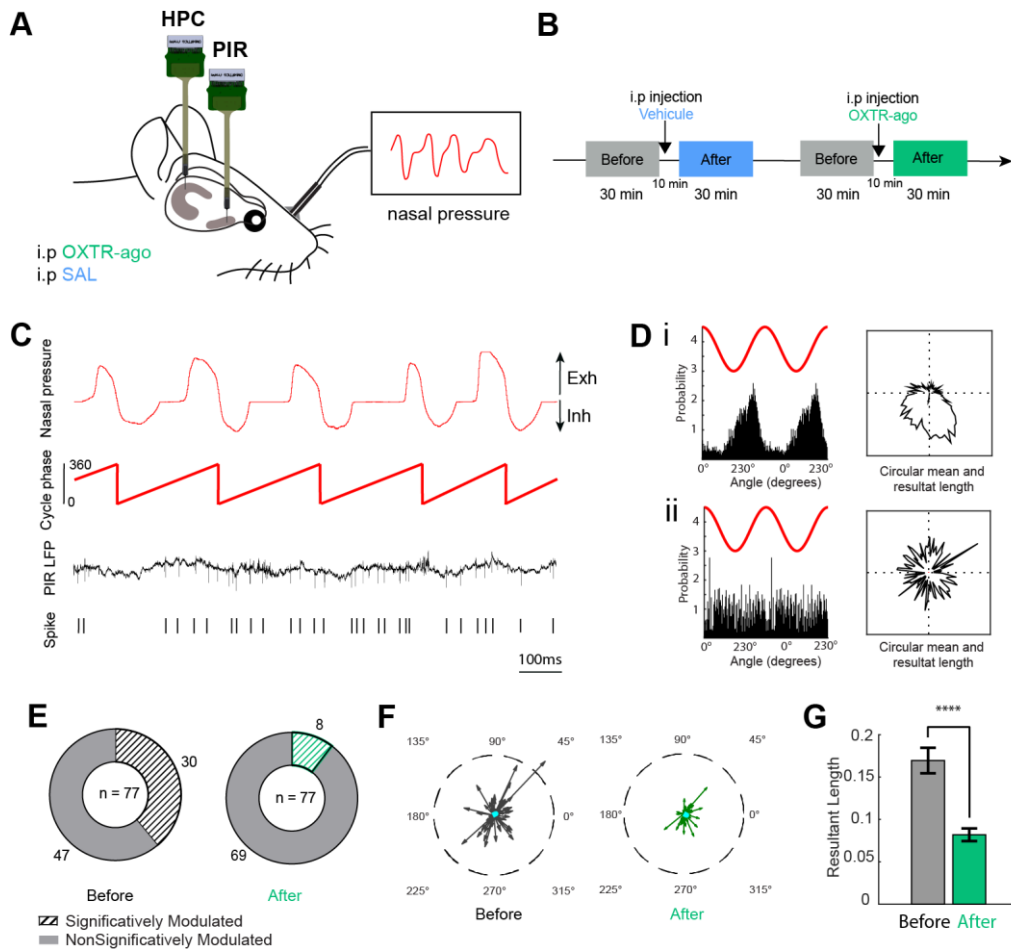 A
HPC
PIR
nasal pressure
i.p OXTR-ago
i.p SAL
B
i.p injection
Vehicule
i.p injection
OXTR-ago
Before
After
Before
After
30 min
10 min
30 min
30 min
10 min
30 min
C
Nasal pressure
Exh
Inh
Cycle phase
360
0
PIR LFP
Spike
100ms
D
i
Probability
4
3
2
1
0° 230° 0° 230°
Angle (degrees)
Circular mean and
resultat length
ii
Probability
4
3
2
1
0° 230° 0° 230°
Angle (degrees)
Circular mean and
resultat length
E
30
n = 77
47
Before
8
n = 77
69
After
Significatively Modulated
NonSignificatively Modulated
F
135° 90° 45°
180° 0°
225° 270° 315°
Before
135° 90° 45°
180° 0°
225° 270° 315°
After
G
****
Resultant Length
0.2
0.15
0.1
0.05
0
Before After